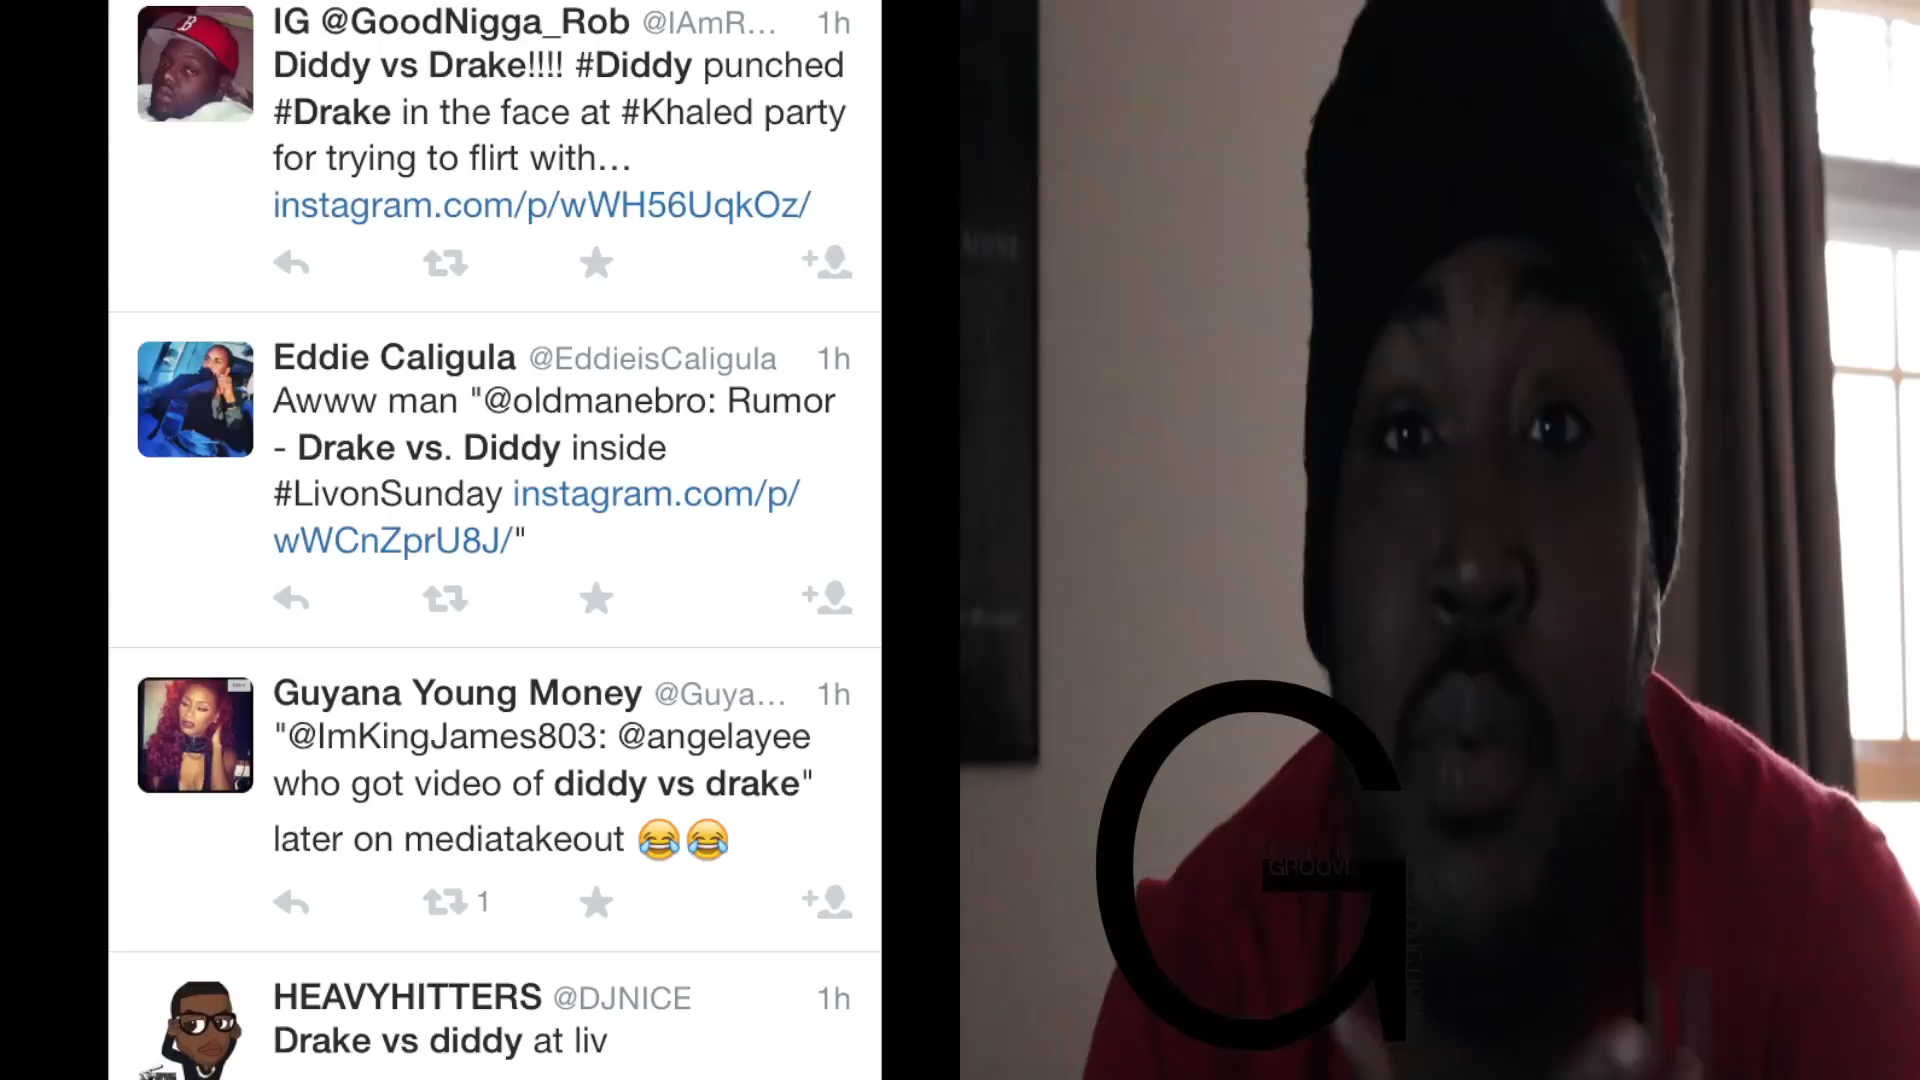 IG @GoodNigga_Rob @IAmR... 1h
Diddy vs Drake!!!! #Diddy punched
#Drake in the face at #Khaled party
for trying to flirt with...
instagram.com/p/wWH56UqkOz/
Eddie Caligula @EddieisCaligula 1h
Awww man "@oldmanebro: Rumor
- Drake vs. Diddy inside
#LivonSunday instagram.com/p/
wWCnZprU8J/"
Guyana Young Money @Guya... 1h
"@ImKingJames803: @angelayee
who got video of diddy vs drake"
later on mediatakeout 😂😂
1
HEAVYHITTERS @DJNICE 1h
Drake vs diddy at liv
G